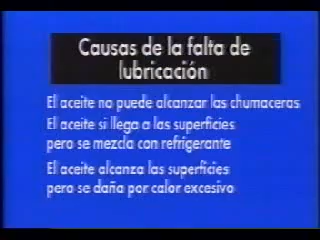 Causas de la falta de
lubricación
El aceite no puede alcanzar las chumaceras
El aceite si llega a las superficies
pero se mezcla con refrigerante
El aceite alcanza las superficies
pero se daña por calor excesivo